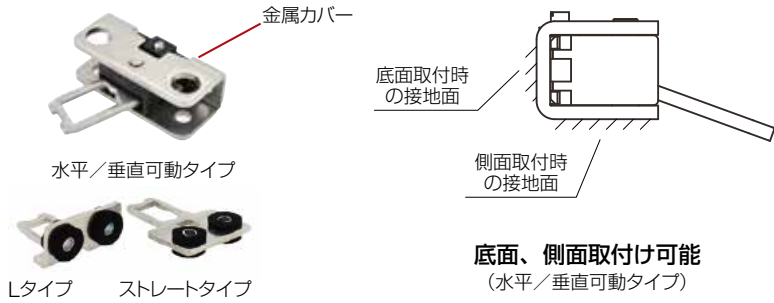 金属カバー
水平／垂直可動タイプ
Lタイプ
ストレートタイプ
底面取付時
の接地面
側面取付時
の接地面
底面、側面取付け可能
（水平／垂直可動タイプ）